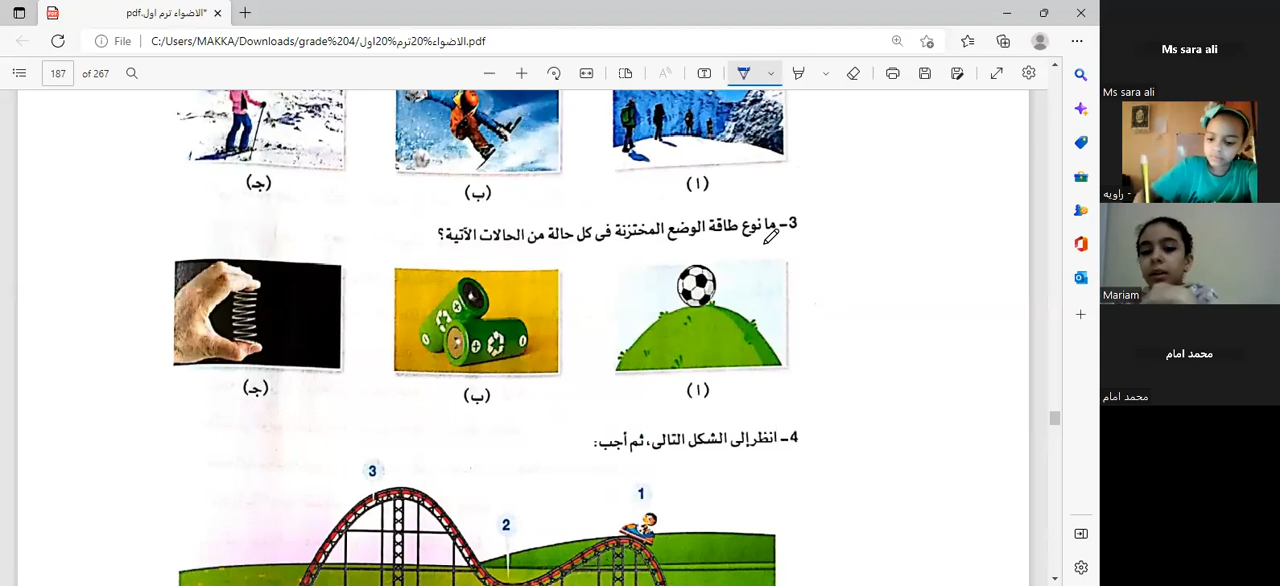 الاضواء ترم اول.pdf*
File
C:/Users/MAKKA/Downloads/grade%204/الاضواء%20ترم%20اول.pdf
187 of 267
(ا)
(ب)
(جـ)
3- ما نوع طاقة الوضع المختزنة فى كل حالة من الحالات الآتية؟
(ا)
(ب)
(جـ)
4- انظر إلى الشكل التالى، ثم أجب:
3
1
2
Ms sara ali
Ms sara ali
راويه -
Mariam
محمد امام
محمد امام